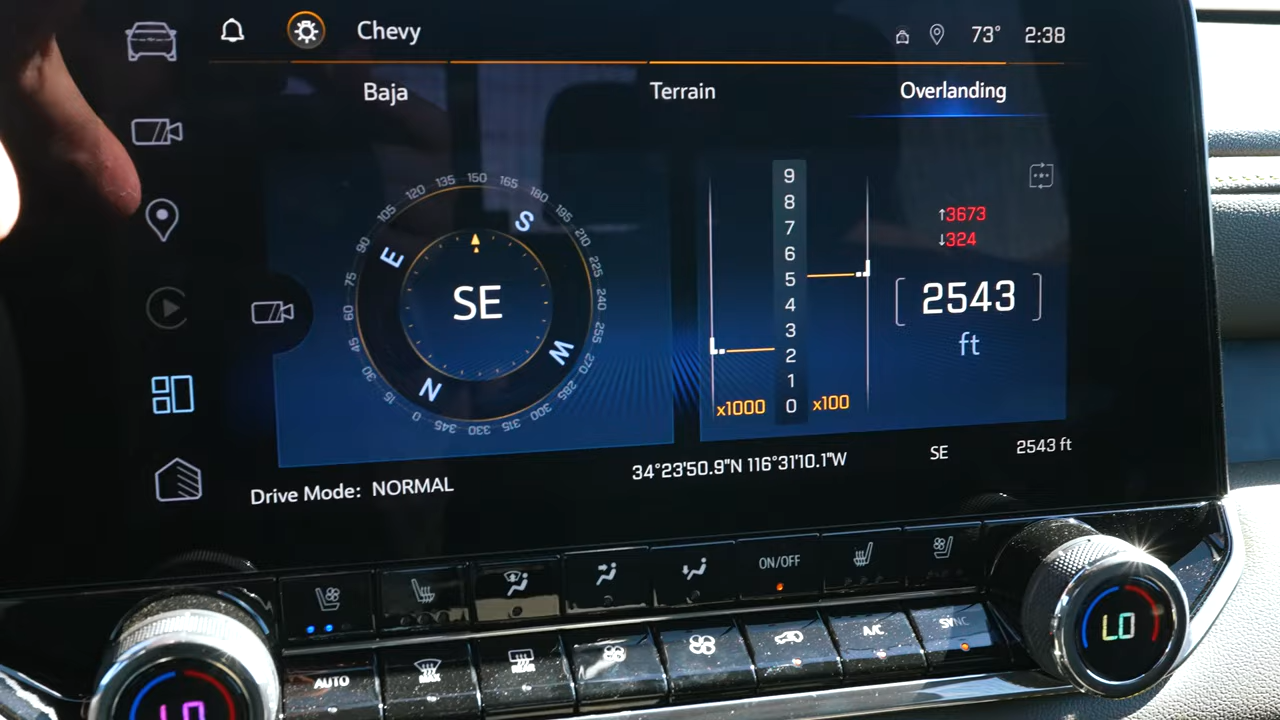 Chevy 73° 2:38
Baja Terrain Overlanding
0 15 30 45 60 75 90 105 120 135 150 165 180 195 210 225 240 255 270 285 300 315 330 345
N E S W
SE
9
8
7
6
5
4
3
2
1
0
x1000 x100
↑3673
↓324
2543
ft
Drive Mode: NORMAL 34°23'50.9"N 116°31'10.1"W SE 2543 ft
ON/OFF
AUTO REAR A/C SYNC
LO LO